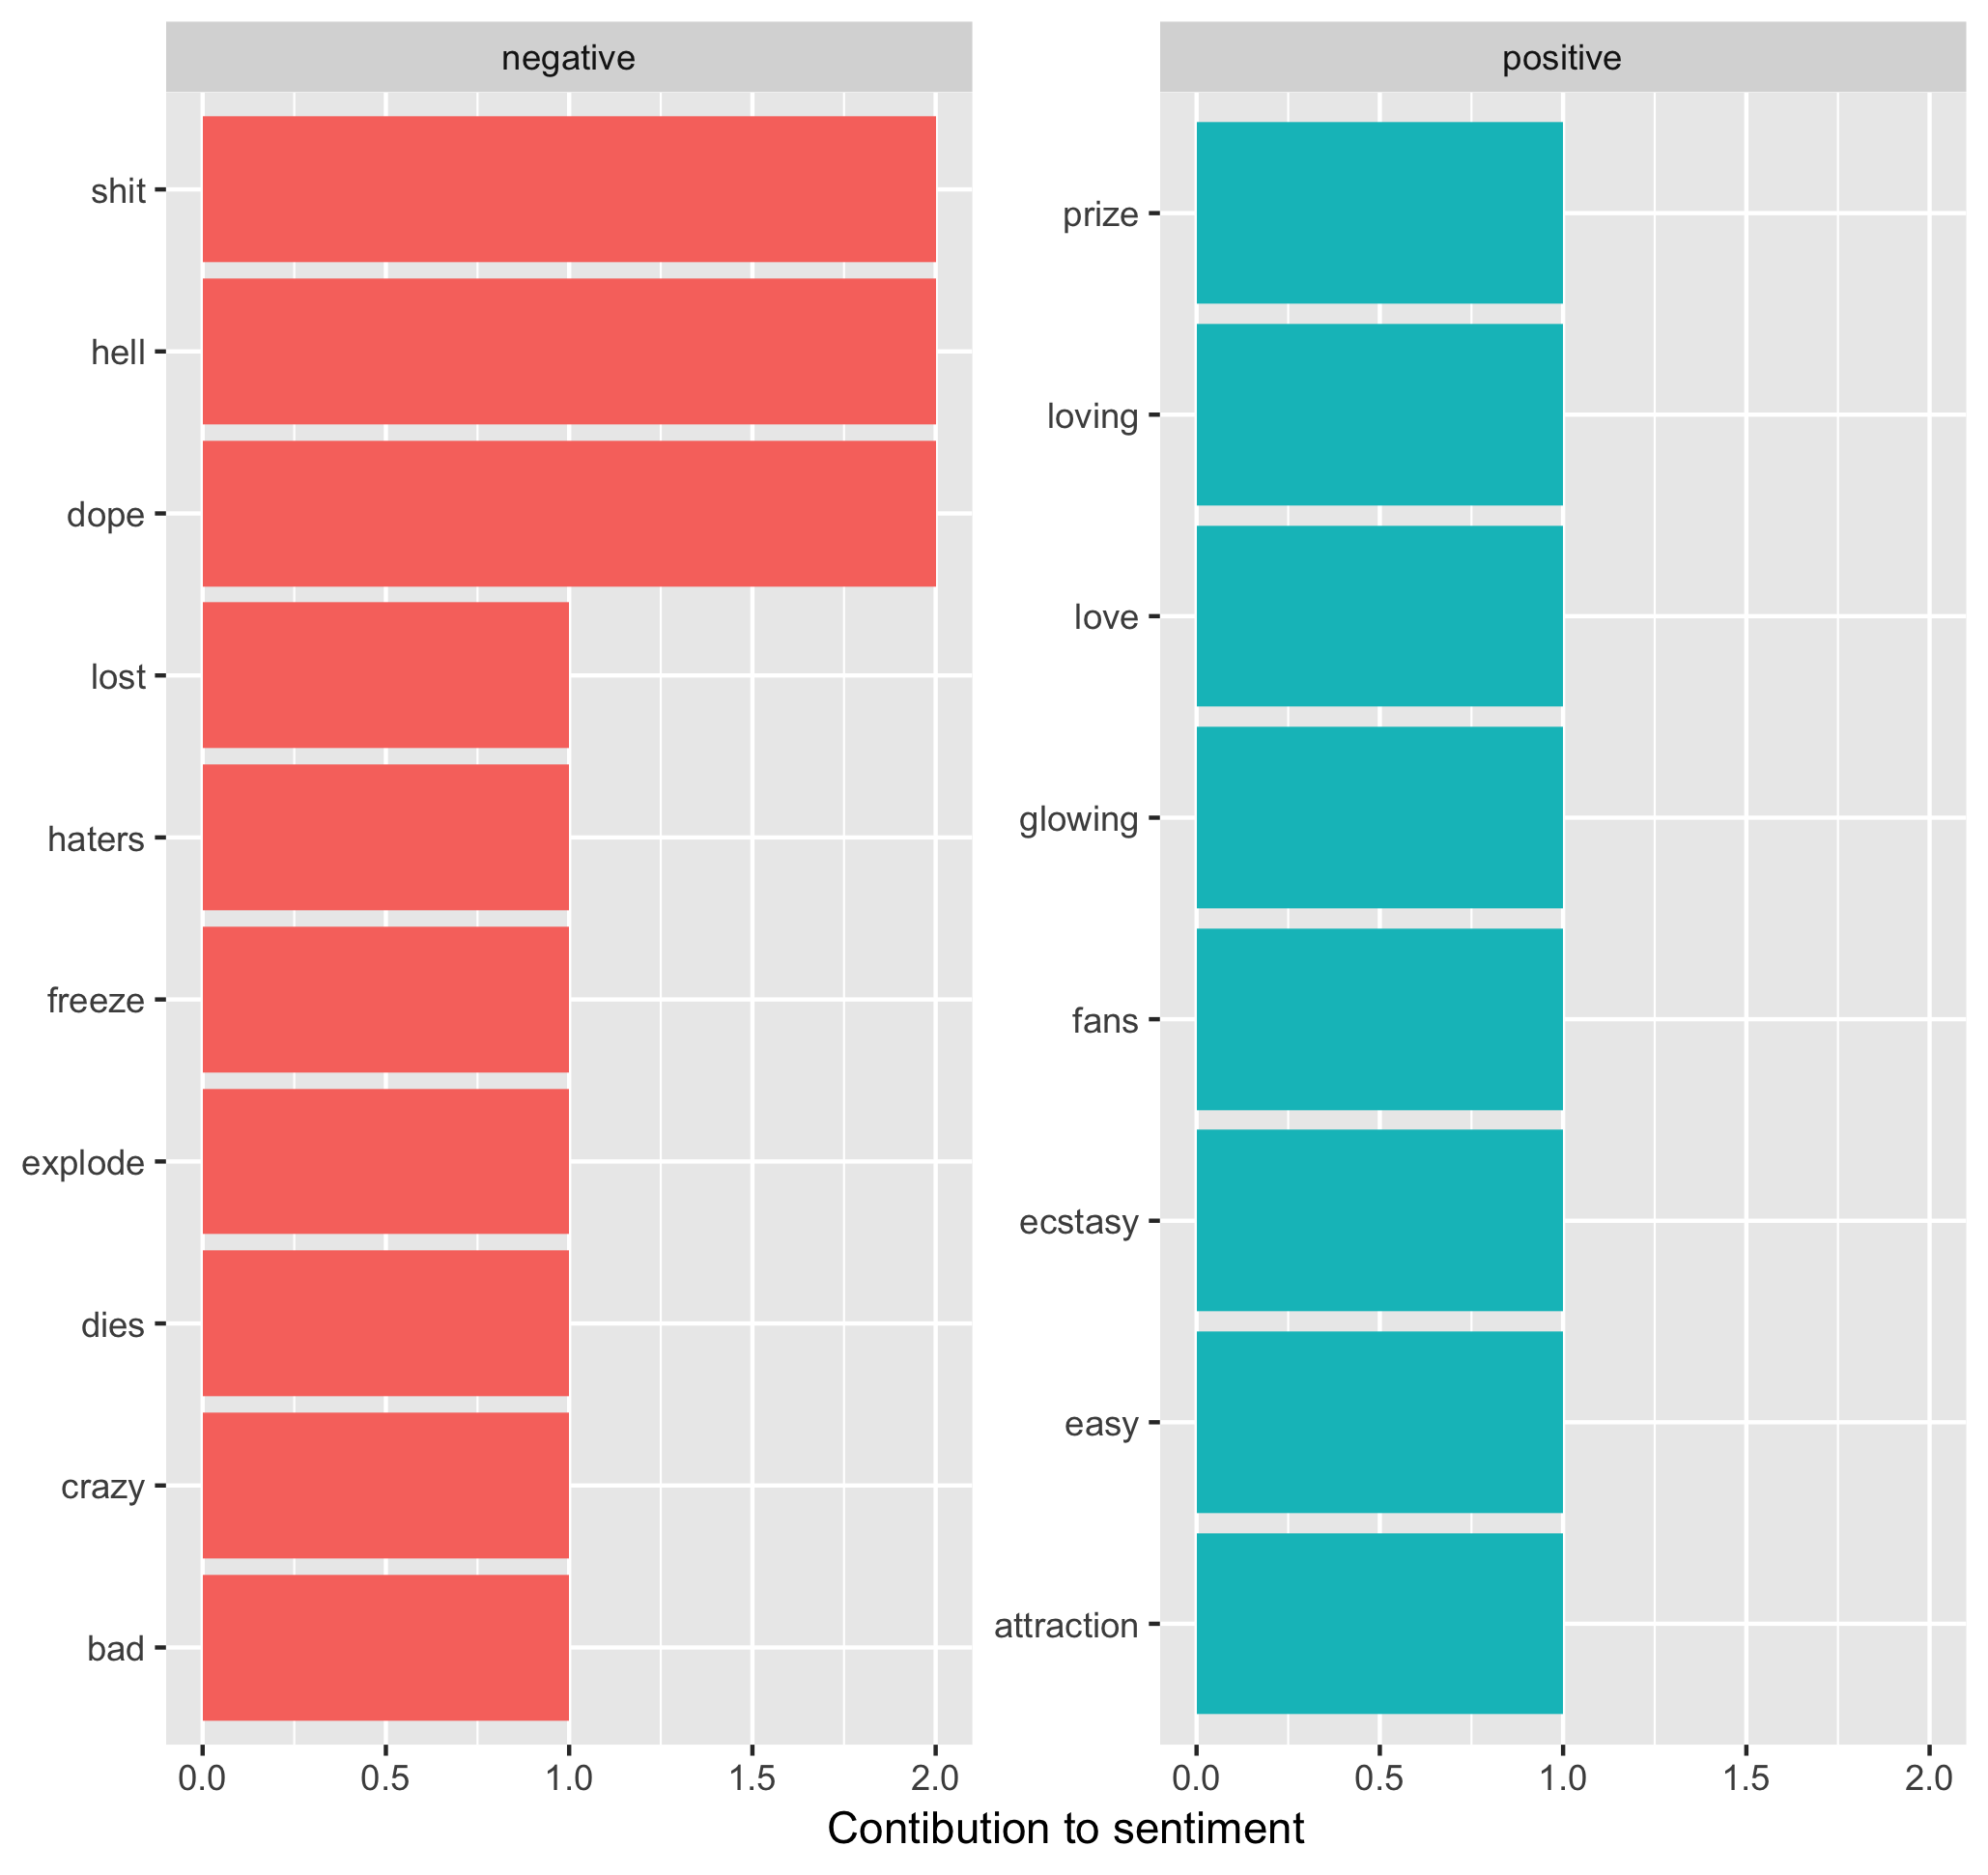 negative
shit
hell
dope
lost
haters
freeze
explode
dies
crazy
bad
0.0 0.5 1.0 1.5 2.0
positive
prize
loving
love
glowing
fans
ecstasy
easy
attraction
0.0 0.5 1.0 1.5 2.0
Contibution to sentiment